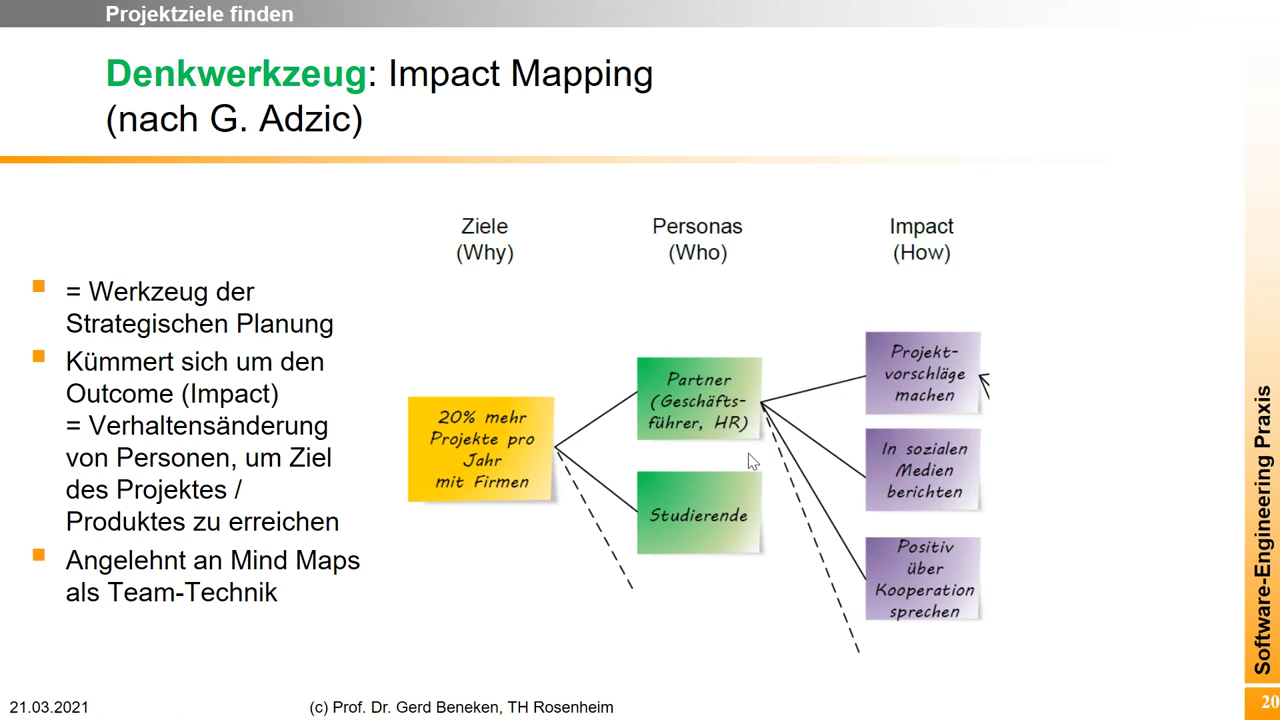 Projektziele finden
Denkwerkzeug: Impact Mapping
(nach G. Adzic)
= Werkzeug der
Strategischen Planung
Kümmert sich um den
Outcome (Impact)
= Verhaltensänderung
von Personen, um Ziel
des Projektes /
Produktes zu erreichen
Angelehnt an Mind Maps
als Team-Technik
Ziele
(Why)
Personas
(Who)
Impact
(How)
20% mehr
Projekte pro
Jahr
mit Firmen
Partner
(Geschäfts-
führer, HR)
Studierende
Projekt-
vorschläge
machen
In sozialen
Medien
berichten
Positiv
über
Kooperation
sprechen
Software-Engineering Praxis
21.03.2021
(c) Prof. Dr. Gerd Beneken, TH Rosenheim
20